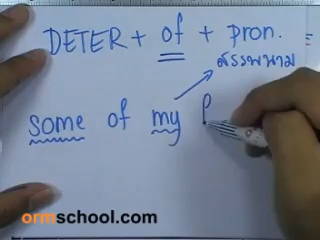 DETER + of + pron.
สรรพนาม
some of my
ormschool.com